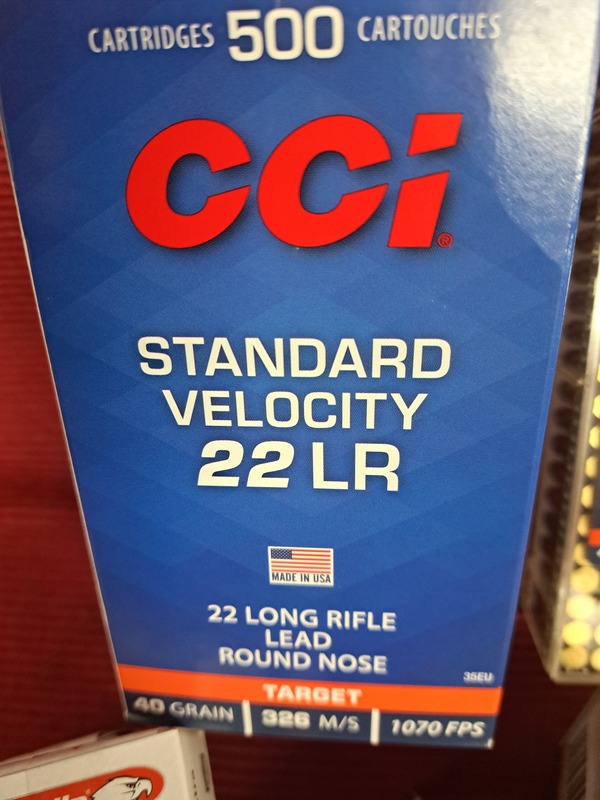 CARTRIDGES 500 CARTOUCHES
CCi®
STANDARD
VELOCITY
22 LR
MADE IN USA
22 LONG RIFLE
LEAD
ROUND NOSE
35EU
TARGET
40 GRAIN | 326 M/S | 1070 FPS